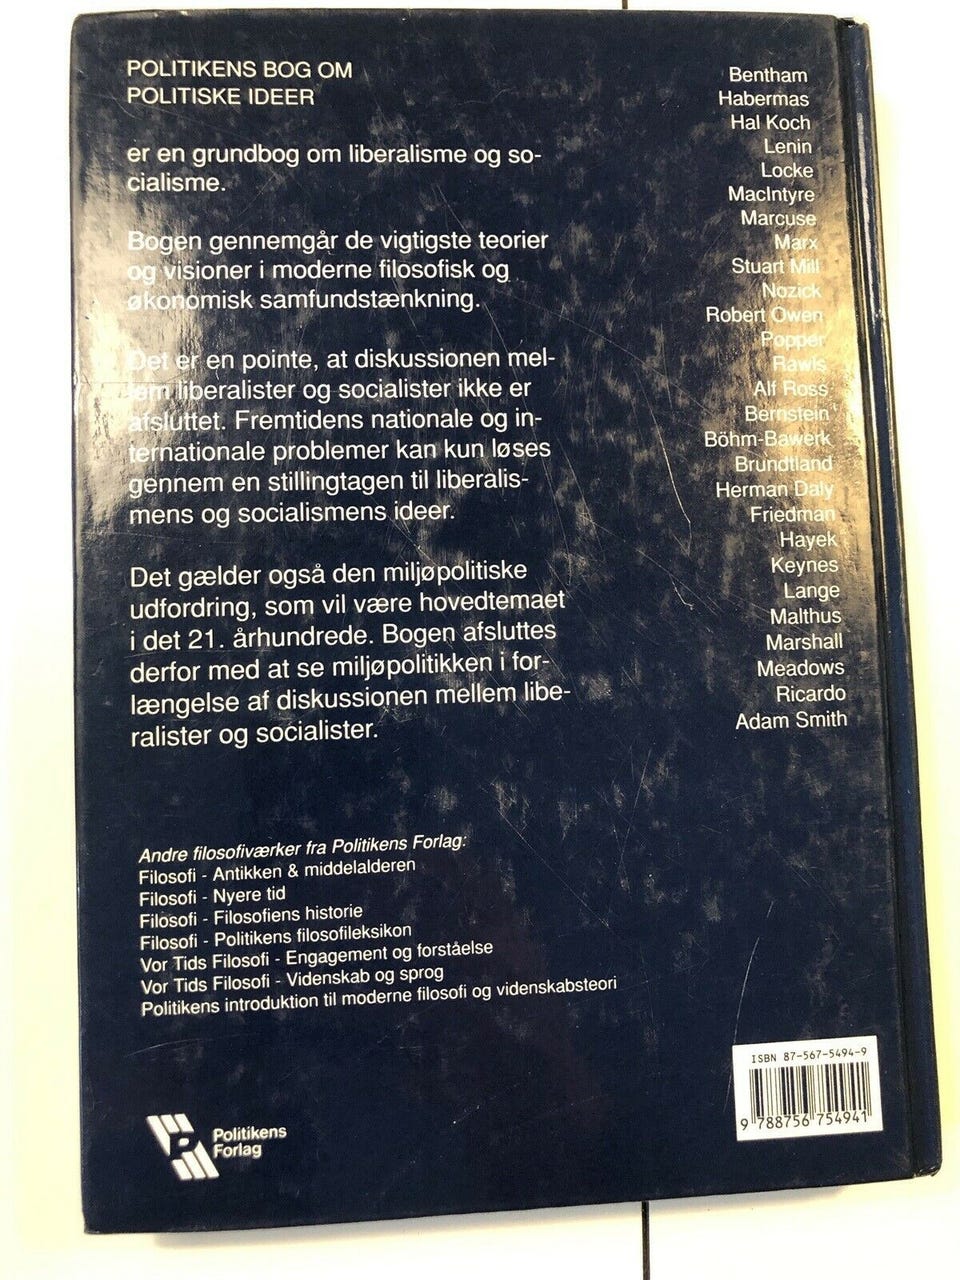 POLITIKENS BOG OM
POLITISKE IDEER
er en grundbog om liberalisme og so-
cialisme.
Bogen gennemgår de vigtigste teorier
og visioner i moderne filosofisk og
økonomisk samfundstænkning.
Det er en pointe, at diskussionen mel-
lem liberalister og socialister ikke er
afsluttet. Fremtidens nationale og in-
ternationale problemer kan kun løses
gennem en stillingtagen til liberalis-
mens og socialismens ideer.
Det gælder også den miljøpolitiske
udfordring, som vil være hovedtemaet
i det 21. århundrede. Bogen afsluttes
derfor med at se miljøpolitikken i for-
længelse af diskussionen mellem libe-
ralister og socialister.
Bentham
Habermas
Hal Koch
Lenin
Locke
MacIntyre
Marcuse
Marx
Stuart Mill
Nozick
Robert Owen
Popper
Rawls
Alf Ross
Bernstein
Böhm-Bawerk
Brundtland
Herman Daly
Friedman
Hayek
Keynes
Lange
Malthus
Marshall
Meadows
Ricardo
Adam Smith
Andre filosofiværker fra Politikens Forlag:
Filosofi - Antikken & middelalderen
Filosofi - Nyere tid
Filosofi - Filosofiens historie
Filosofi - Politikens filosofileksikon
Vor Tids Filosofi - Engagement og forståelse
Vor Tids Filosofi - Videnskab og sprog
Politikens introduktion til moderne filosofi og videnskabsteori
P
Politikens
Forlag
ISBN 87-567-5494-9
9 788756 754941